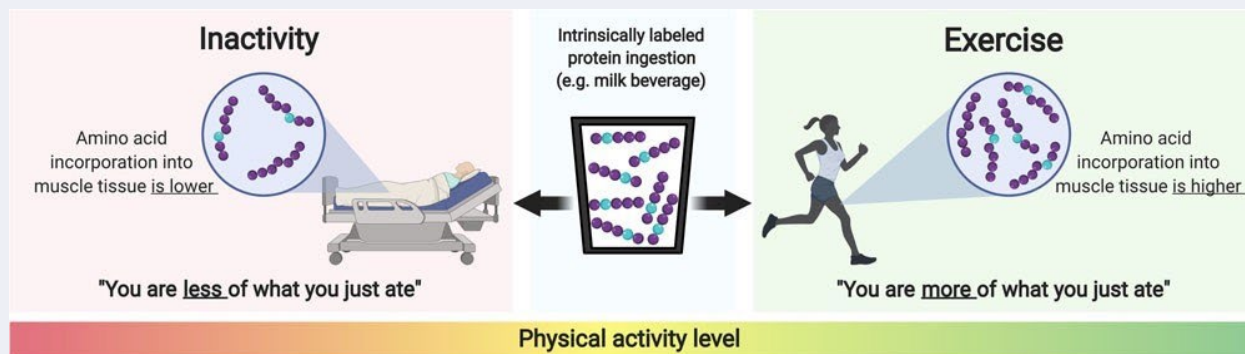 Inactivity
Amino acid
incorporation into
muscle tissue is lower
"You are less of what you just ate"
Intrinsically labeled
protein ingestion
(e.g. milk beverage)
Exercise
Amino acid
incorporation into
muscle tissue is higher
"You are more of what you just ate"
Physical activity level